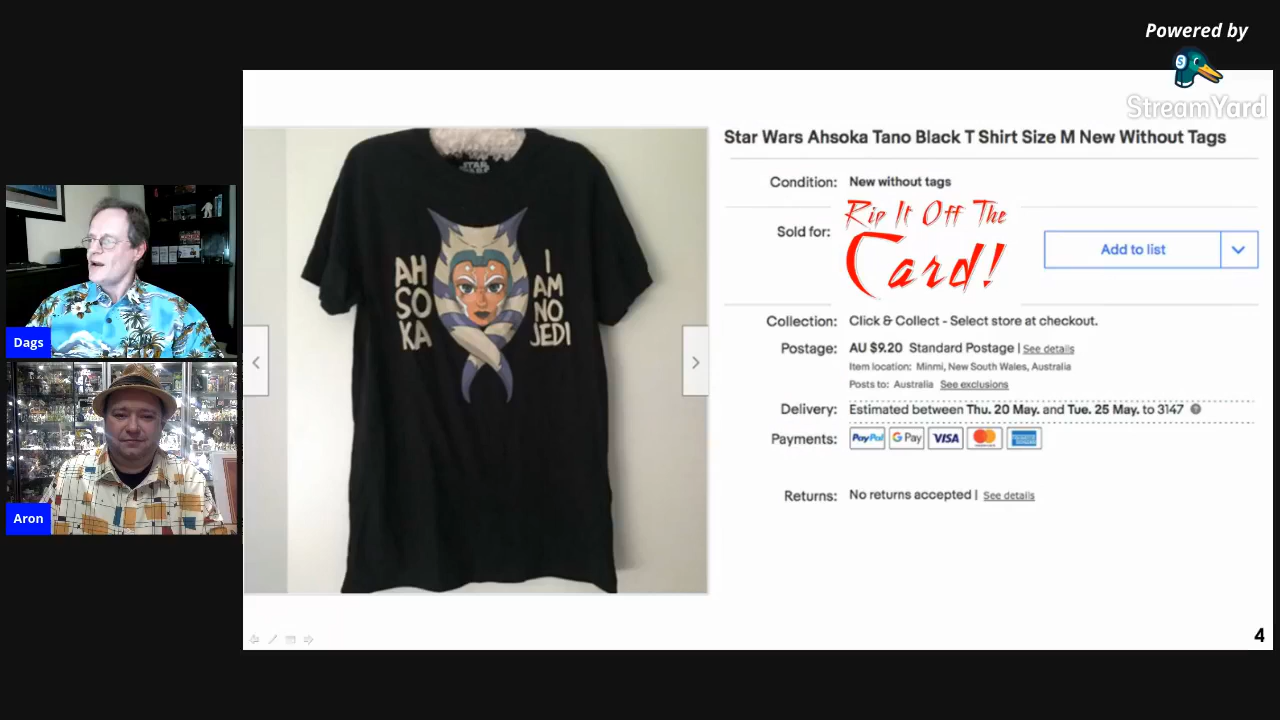 Powered by
StreamYard
Dags
Aron
STAR
WARS
AH
SO
KA
I
AM
NO
JEDI
Star Wars Ahsoka Tano Black T Shirt Size M New Without Tags
Condition: New without tags
Sold for:
Rip It Off The
Card!
Add to list
Collection: Click & Collect - Select store at checkout.
Postage: AU $9.20 Standard Postage | See details
Item location: Minmi, New South Wales, Australia
Posts to: Australia See exclusions
Delivery: Estimated between Thu. 20 May. and Tue. 25 May. to 3147
Payments: PayPal G Pay VISA
Returns: No returns accepted | See details
4